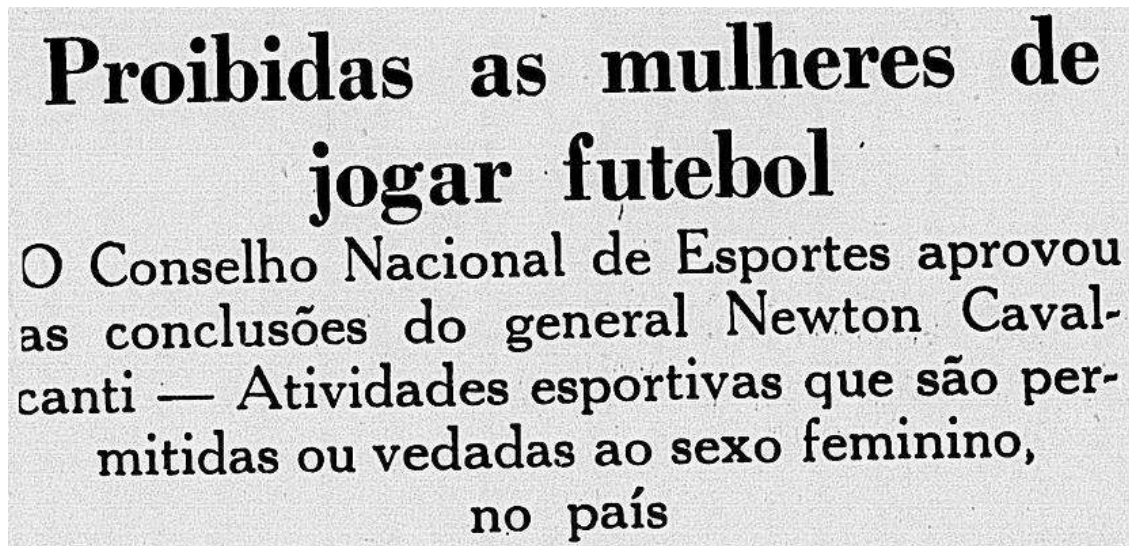 Proibidas as mulheres de
jogar futebol
O Conselho Nacional de Esportes aprovou
as conclusões do general Newton Caval-
canti — Atividades esportivas que são per-
mitidas ou vedadas ao sexo feminino,
no país